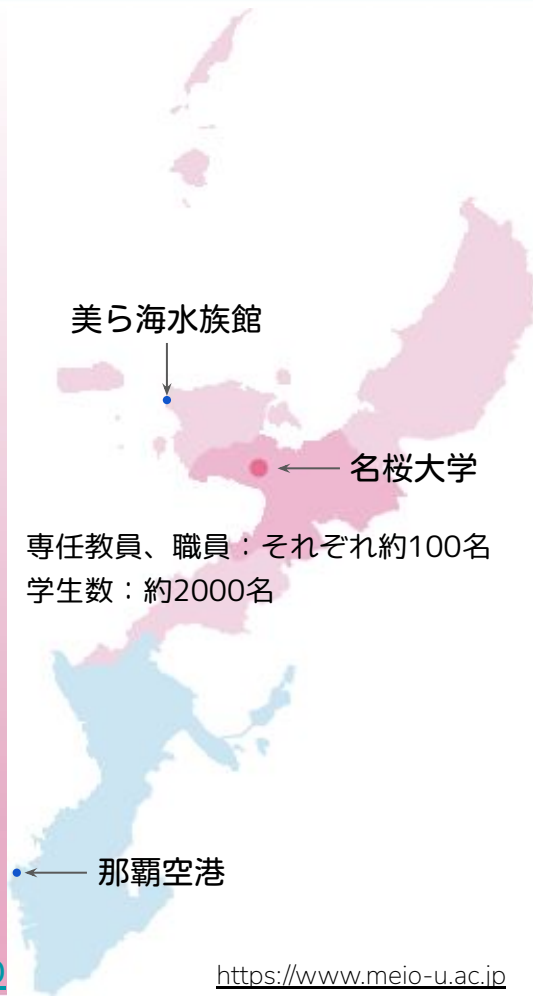 美ら海水族館
名桜大学
専任教員、職員：それぞれ約100名
学生数：約2000名
那覇空港
https://www.meio-u.ac.jp